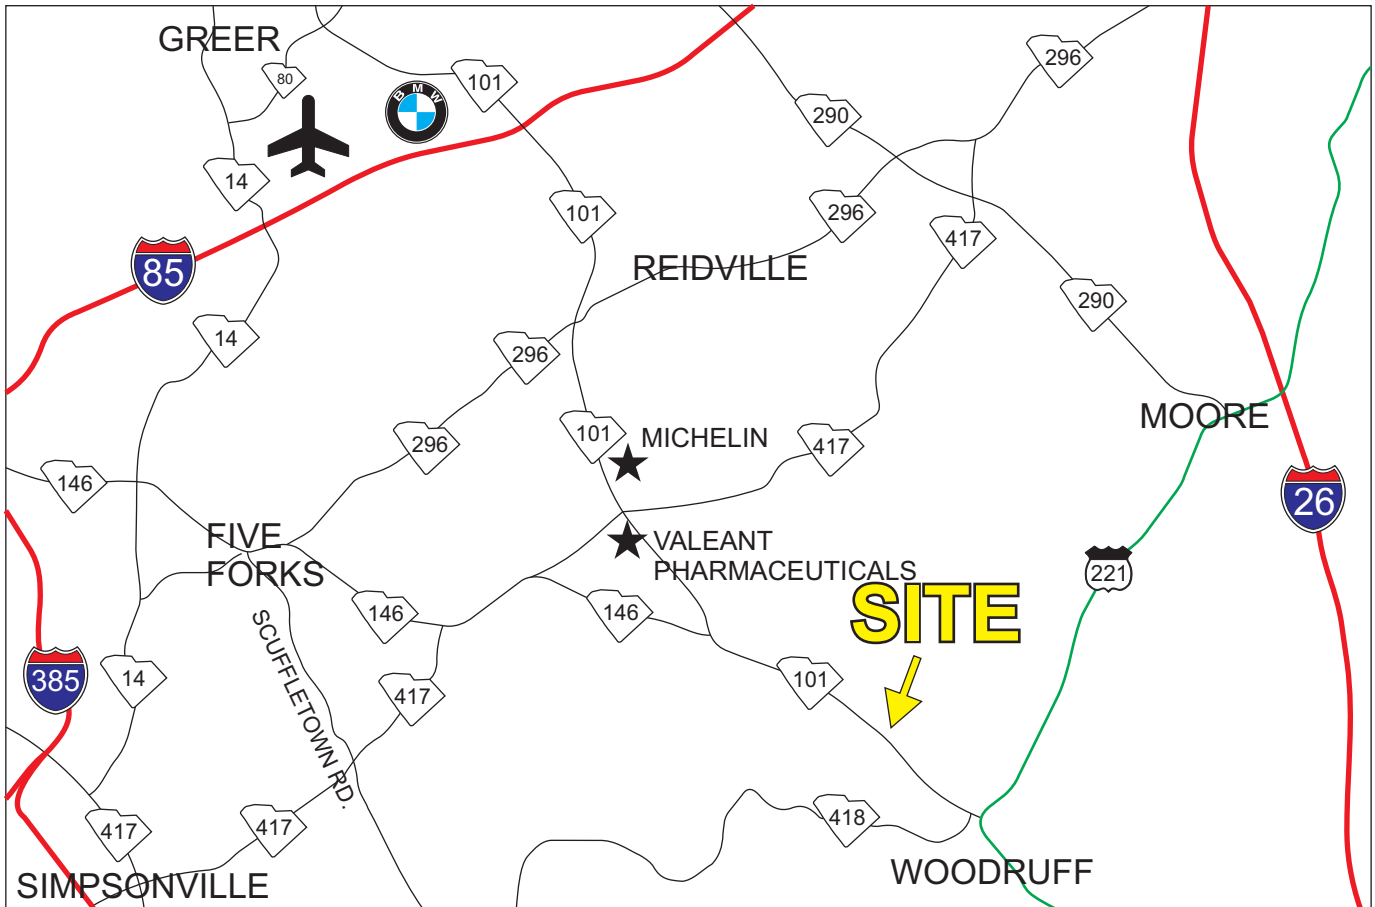 GREER
80
101
BMW
296
290
14
101
296
417
85
REIDVILLE
290
14
296
MOORE
101
MICHELIN
296
417
146
26
FIVE
FORKS
VALEANT
PHARMACEUTICALS
221
SITE
146
146
SCUFFLETOWN RD.
385
14
417
101
417
417
418
SIMPSONVILLE
WOODRUFF